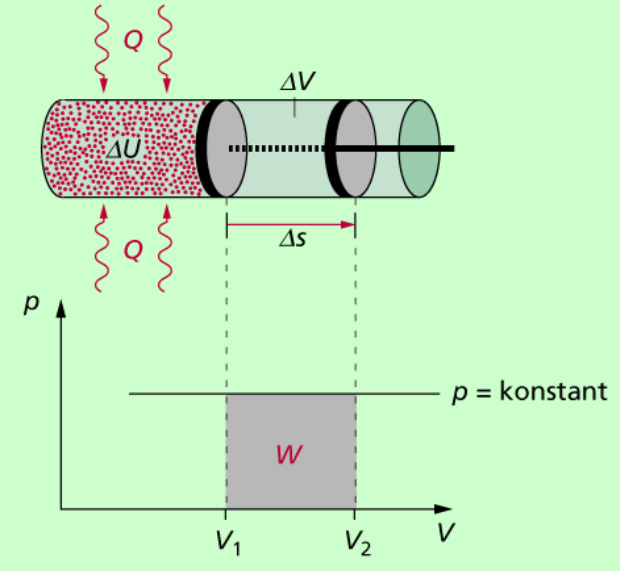 Q
ΔV
ΔU
Δs
Q
p
p = konstant
W
V₁
V₂
V